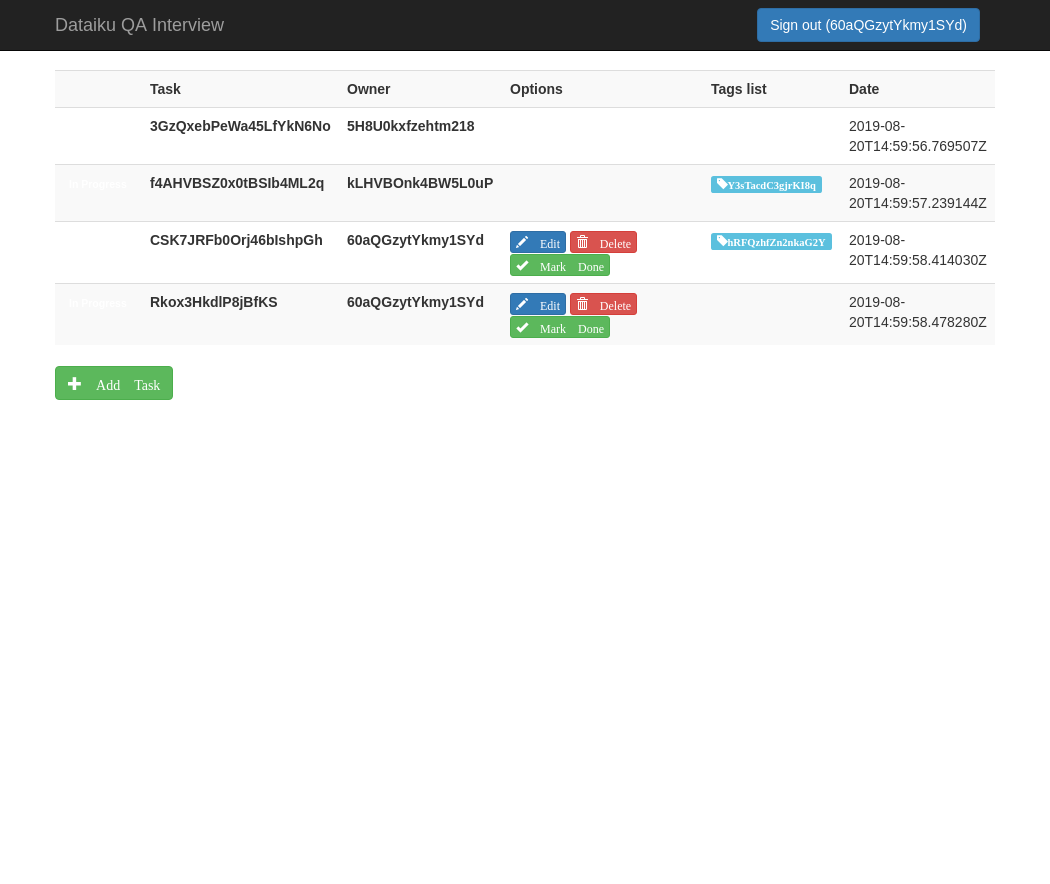 Dataiku QA Interview
Sign out (60aQGzytYkmy1SYd)
Task Owner Options Tags list Date
3GzQxebPeWa45LfYkN6No 5H8U0kxfzehtm218 2019-08-
20T14:59:56.769507Z
In Progress f4AHVBSZ0x0tBSIb4ML2q kLHVBOnk4BW5L0uP Y3sTacdC3gjrKI8q 2019-08-
20T14:59:57.239144Z
CSK7JRFb0Orj46bIshpGh 60aQGzytYkmy1SYd Edit Delete hRFQzhfZn2nkaG2Y 2019-08-
Mark Done 20T14:59:58.414030Z
In Progress Rkox3HkdlP8jBfKS 60aQGzytYkmy1SYd Edit Delete 2019-08-
Mark Done 20T14:59:58.478280Z
Add Task